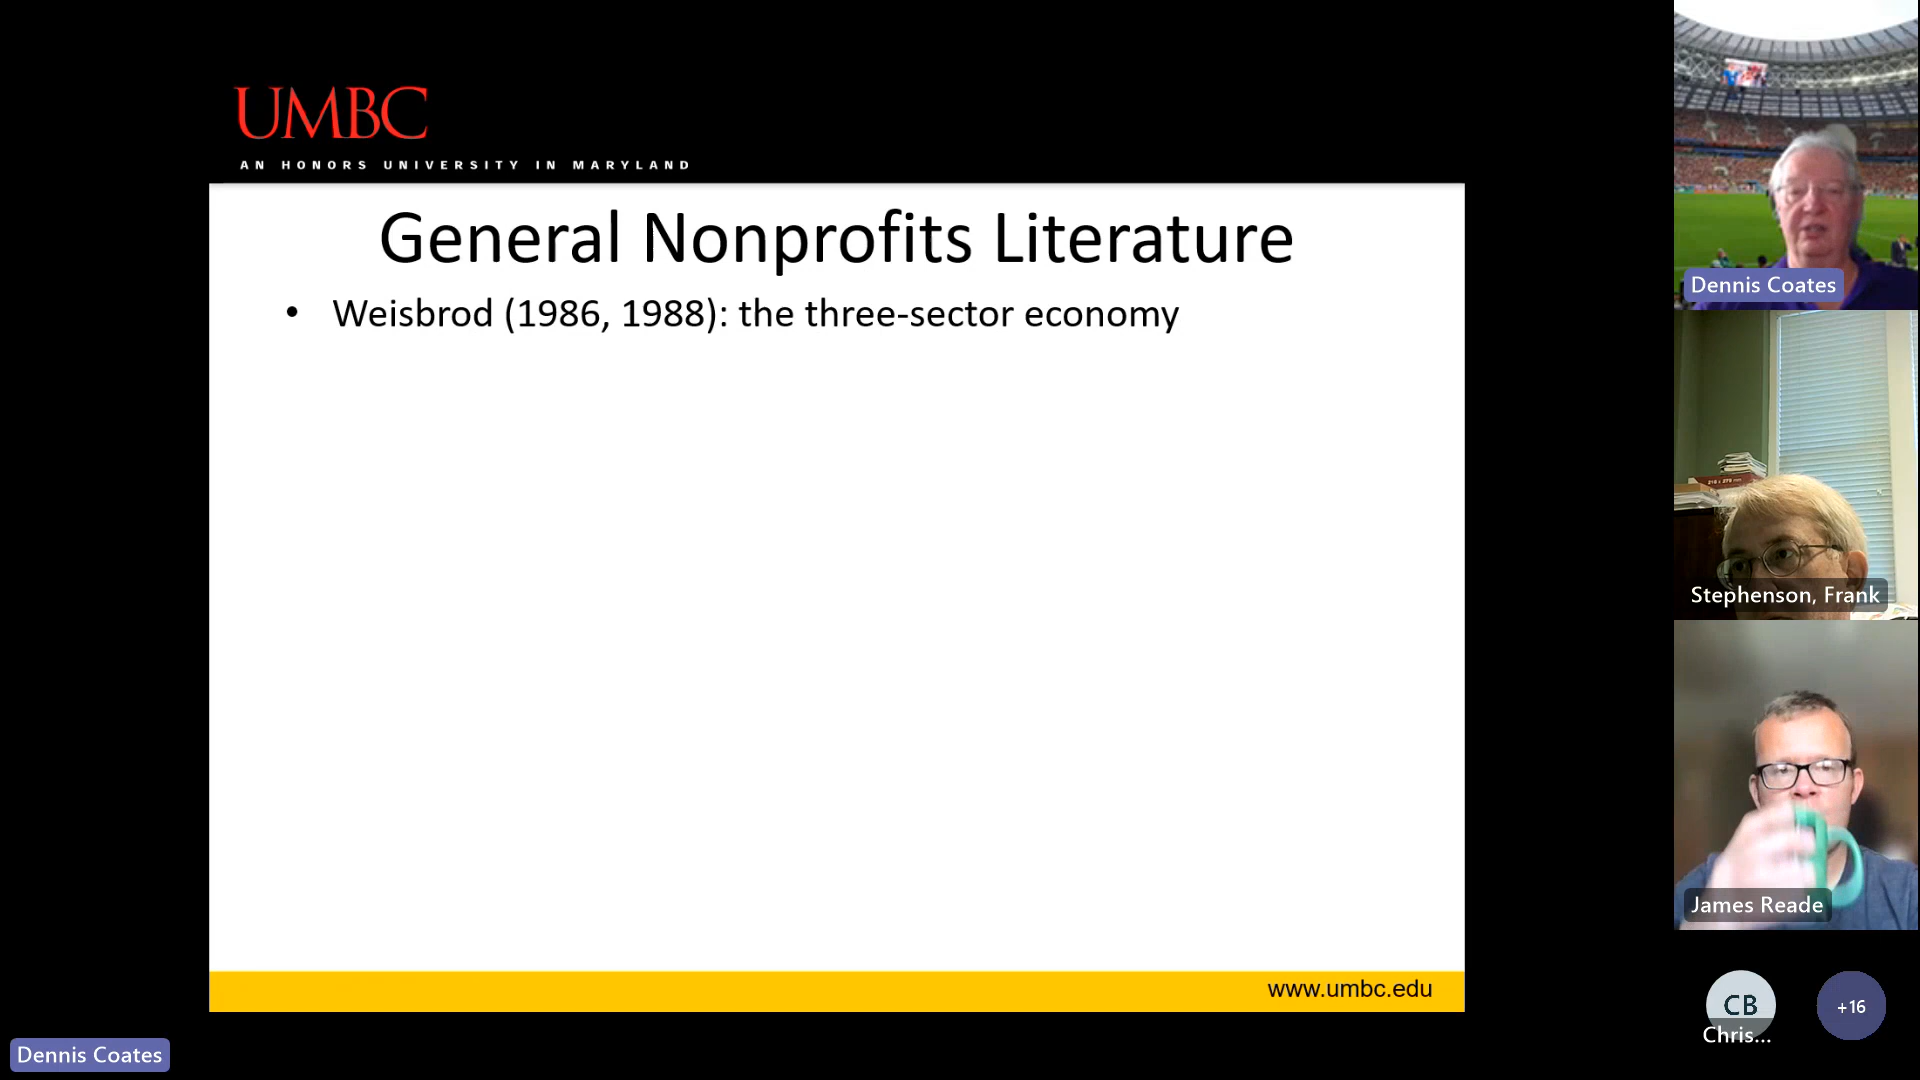 UMBC
AN HONORS UNIVERSITY IN MARYLAND
General Nonprofits Literature
• Weisbrod (1986, 1988): the three-sector economy
www.umbc.edu
Dennis Coates
Dennis Coates
Stephenson, Frank
James Reade
CB
Chris...
+16